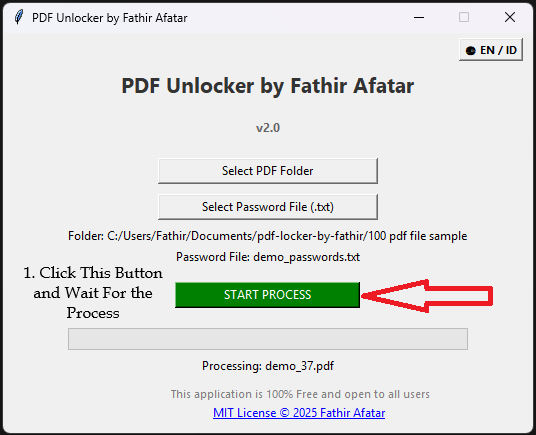 PDF Unlocker by Fathir Afatar
EN / ID
PDF Unlocker by Fathir Afatar
v2.0
Select PDF Folder
Select Password File (.txt)
Folder: C:/Users/Fathir/Documents/pdf-locker-by-fathir/100 pdf file sample
Password File: demo_passwords.txt
1. Click This Button
and Wait For the
Process
START PROCESS
Processing: demo_37.pdf
This application is 100% Free and open to all users
MIT License © 2025 Fathir Afatar